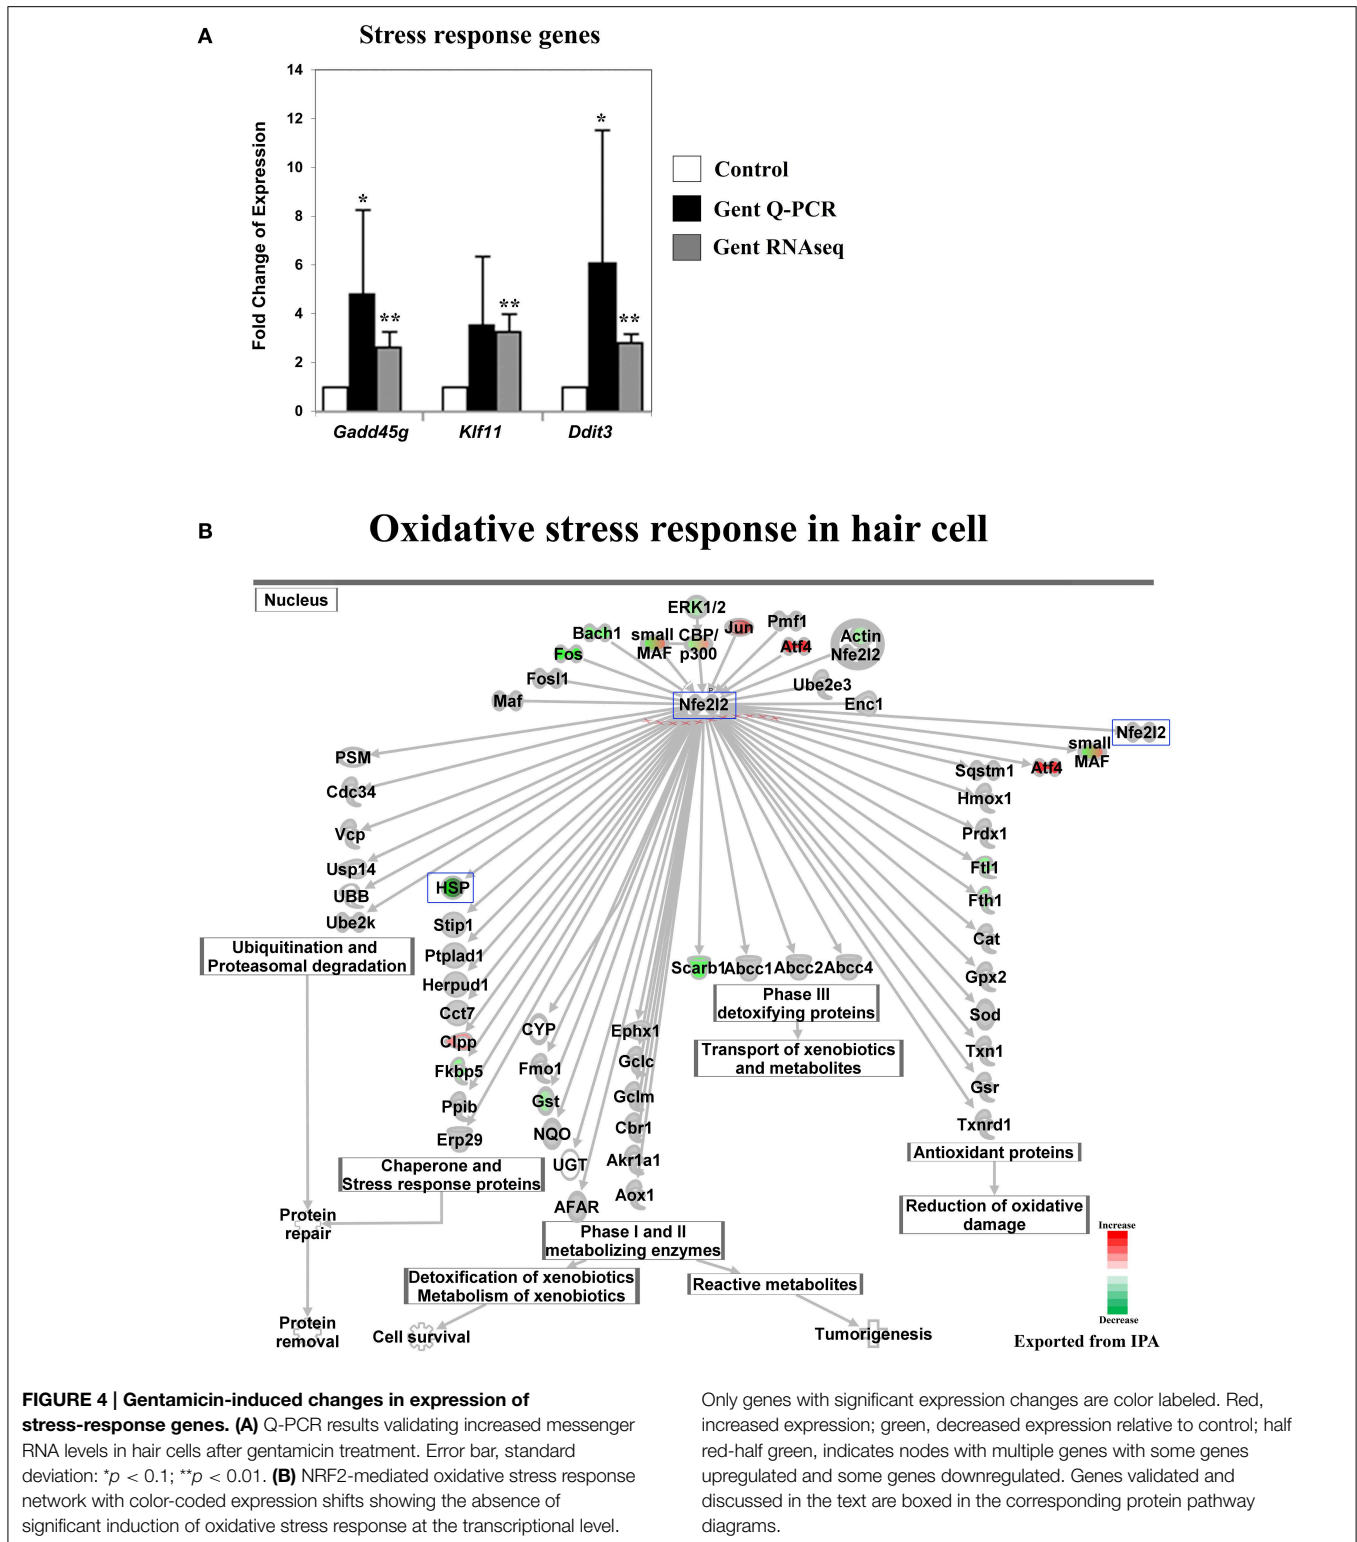 A
Stress response genes
14
12
10
8
6
4
2
0
Fold Change of Expression
*
**
**
*
**
Gadd45g
Klf11
Ddit3
Control
Gent Q-PCR
Gent RNAseq
B
Oxidative stress response in hair cell
Nucleus
ERK1/2
Bach1
small
MAF
CBP/
p300
Jun
Pmf1
Atf4
Actin
Nfe2l2
Fos
Fosl1
Maf
Ube2e3
Enc1
Nfe2l2
Nfe2l2
small
MAF
Atf4
PSM
Cdc34
Vcp
Usp14
UBB
Ube2k
Ubiquitination and
Proteasomal degradation
HSP
Stip1
Ptplad1
Herpud1
Cct7
Clpp
Fkbp5
Ppib
Erp29
Chaperone and
Stress response proteins
CYP
Fmo1
Gst
NQO
UGT
AFAR
Ephx1
Gclc
Gclm
Cbr1
Akr1a1
Aox1
Phase I and II
metabolizing enzymes
Scarb1
Abcc1
Abcc2
Abcc4
Phase III
detoxifying proteins
Transport of xenobiotics
and metabolites
Sqstm1
Hmox1
Prdx1
Ftl1
Fth1
Cat
Gpx2
Sod
Txn1
Gsr
Txnrd1
Antioxidant proteins
Reduction of oxidative
damage
Protein
repair
Protein
removal
Detoxification of xenobiotics
Metabolism of xenobiotics
Reactive metabolites
Cell survival
Tumorigenesis
Increase
Decrease
Exported from IPA
FIGURE 4 | Gentamicin-induced changes in expression of
stress-response genes. (A) Q-PCR results validating increased messenger
RNA levels in hair cells after gentamicin treatment. Error bar, standard
deviation: *p < 0.1; **p < 0.01. (B) NRF2-mediated oxidative stress response
network with color-coded expression shifts showing the absence of
significant induction of oxidative stress response at the transcriptional level.
Only genes with significant expression changes are color labeled. Red,
increased expression; green, decreased expression relative to control; half
red-half green, indicates nodes with multiple genes with some genes
upregulated and some genes downregulated. Genes validated and
discussed in the text are boxed in the corresponding protein pathway
diagrams.